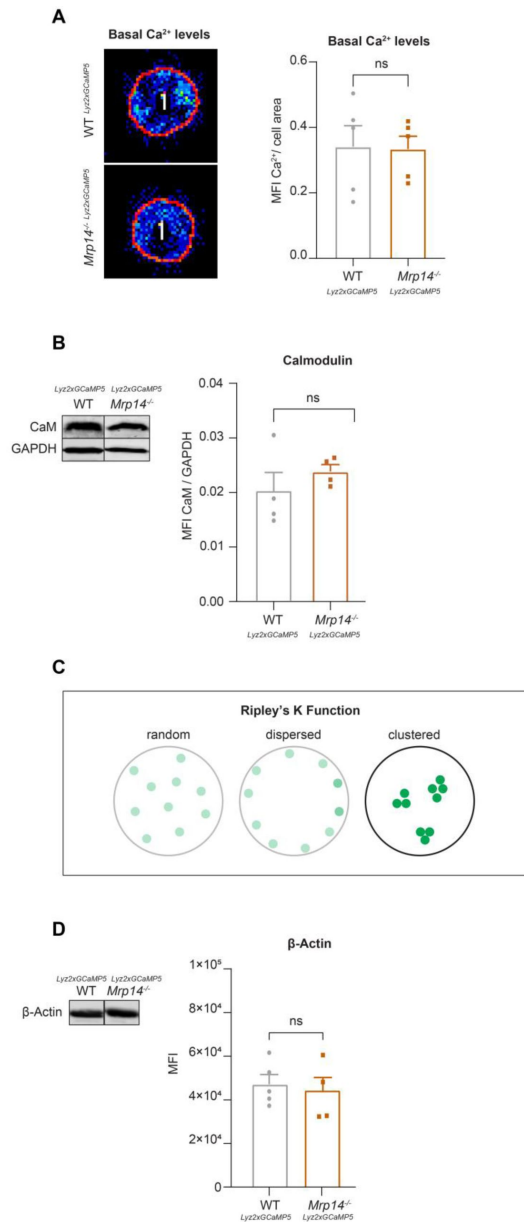 A
Basal Ca²⁺ levels
WT Lyz2xGCaMP5
1
Mrp14-/- Lyz2xGCaMP5
1
Basal Ca²⁺ levels
ns
MFI Ca²⁺/ cell area
0.6
0.4
0.2
0.0
WT
Mrp14-/-
Lyz2xGCaMP5
Lyz2xGCaMP5
B
Lyz2xGCaMP5 Lyz2xGCaMP5
WT Mrp14-/-
CaM
GAPDH
Calmodulin
ns
MFI CaM / GAPDH
0.04
0.03
0.02
0.01
0.00
WT
Mrp14-/-
Lyz2xGCaMP5
Lyz2xGCaMP5
C
Ripley's K Function
random dispersed clustered
D
Lyz2xGCaMP5 Lyz2xGCaMP5
WT Mrp14-/-
β-Actin
β-Actin
ns
MFI
1×10⁵
8×10⁴
6×10⁴
4×10⁴
2×10⁴
0
WT
Mrp14-/-
Lyz2xGCaMP5
Lyz2xGCaMP5